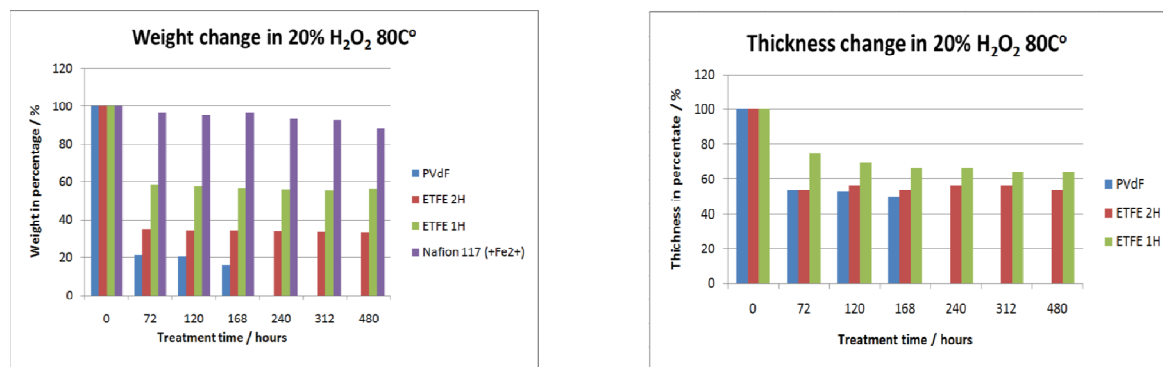 Weight change in 20% H₂O₂ 80Cº
Weight in percentage / %
120
100
80
60
40
20
0
0 72 120 168 240 312 480
Treatment time / hours
PVdF
ETFE 2H
ETFE 1H
Nafion 117 (+Fe2+)
Thickness change in 20% H₂O₂ 80Cº
Thichness in percentate / %
120
100
80
60
40
20
0
0 72 120 168 240 312 480
Treatment time / hours
PVdF
ETFE 2H
ETFE 1H